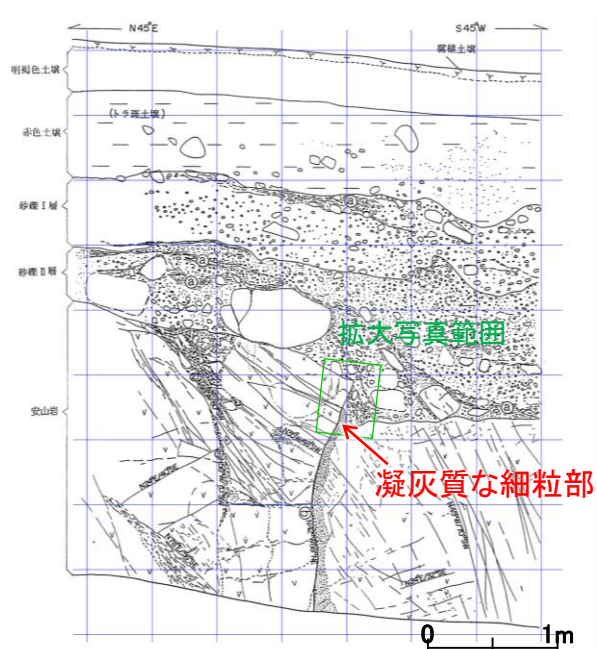 N45°E
S45°W
腐植土壌
明褐色土壌
(トラ斑土壌)
赤色土壌
砂礫Ⅰ層
ⓐ
砂礫Ⅱ層
ⓐ
ⓐ
拡大写真範囲
安山岩
ⓐ
凝灰質な細粒部
0 1m